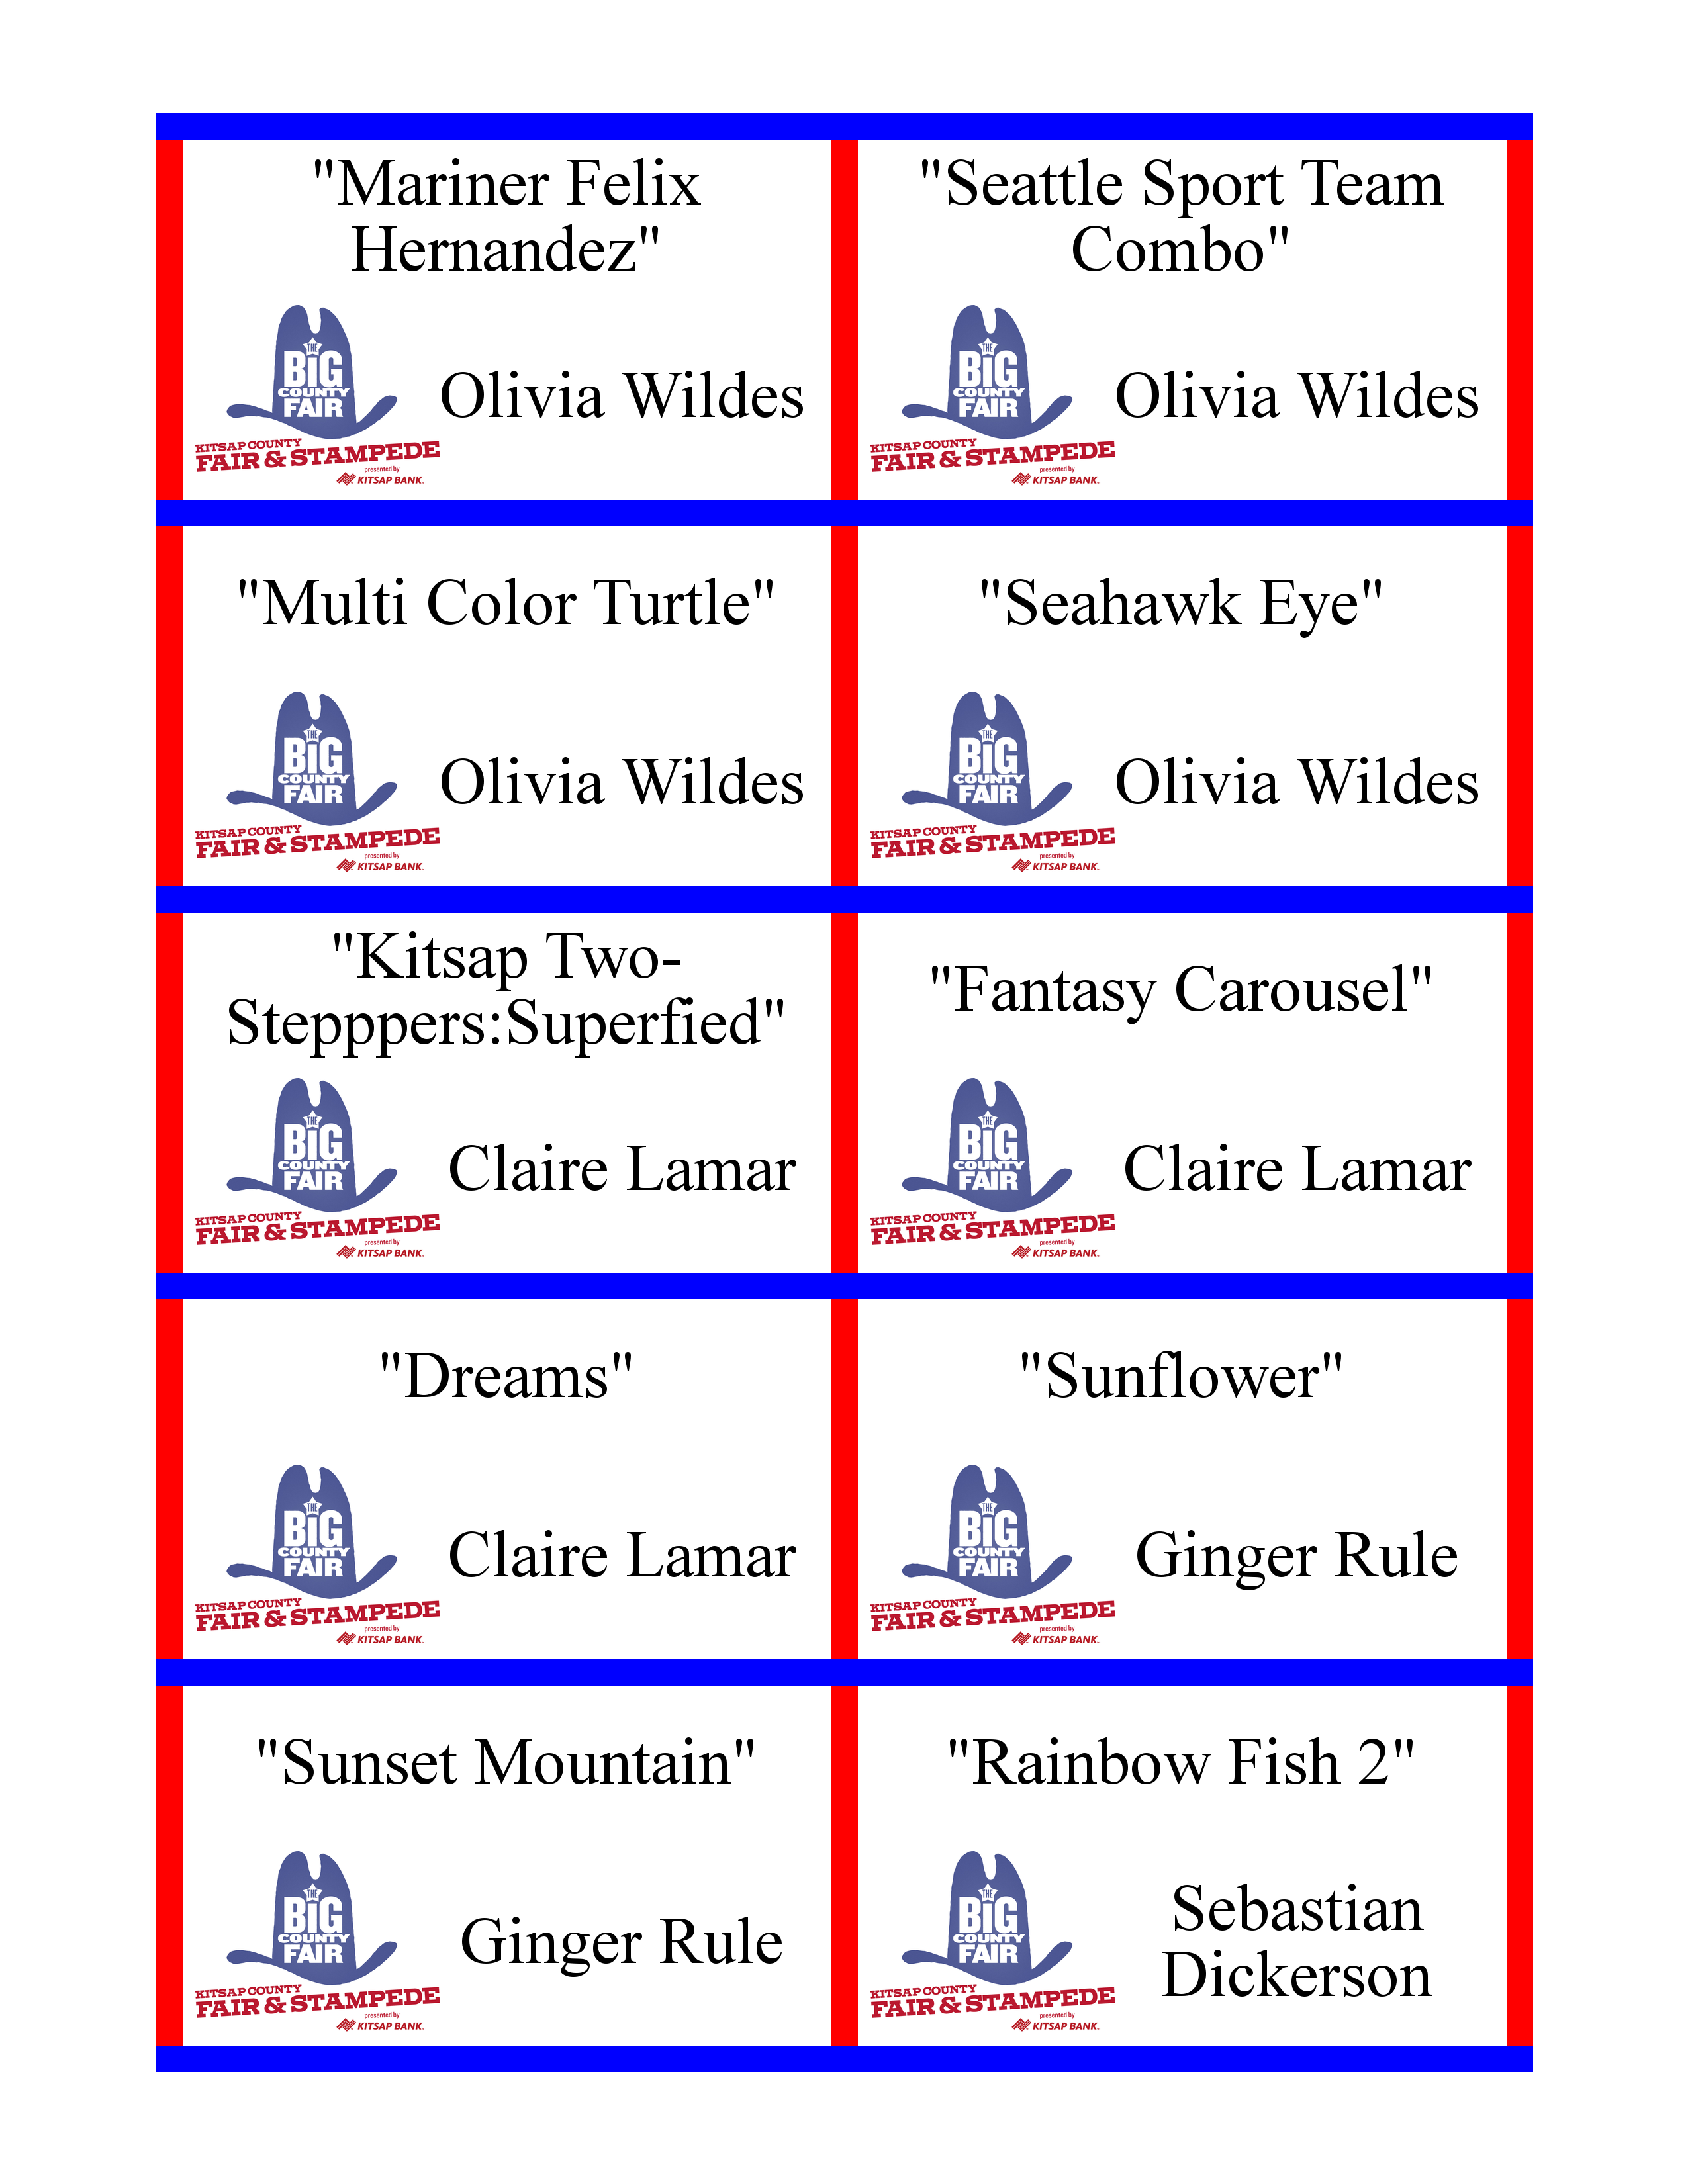 "Mariner Felix
Hernandez"
THE
BIG
COUNTY
FAIR
Olivia Wildes
KITSAP COUNTY
FAIR & STAMPEDE
presented by
KITSAP BANK.
"Seattle Sport Team
Combo"
THE
BIG
COUNTY
FAIR
Olivia Wildes
KITSAP COUNTY
FAIR & STAMPEDE
presented by
KITSAP BANK.
"Multi Color Turtle"
THE
BIG
COUNTY
FAIR
Olivia Wildes
KITSAP COUNTY
FAIR & STAMPEDE
presented by
KITSAP BANK.
"Seahawk Eye"
THE
BIG
COUNTY
FAIR
Olivia Wildes
KITSAP COUNTY
FAIR & STAMPEDE
presented by
KITSAP BANK.
"Kitsap Two-
Stepppers:Superfied"
THE
BIG
COUNTY
FAIR
Claire Lamar
KITSAP COUNTY
FAIR & STAMPEDE
presented by
KITSAP BANK.
"Fantasy Carousel"
THE
BIG
COUNTY
FAIR
Claire Lamar
KITSAP COUNTY
FAIR & STAMPEDE
presented by
KITSAP BANK.
"Dreams"
THE
BIG
COUNTY
FAIR
Claire Lamar
KITSAP COUNTY
FAIR & STAMPEDE
presented by
KITSAP BANK.
"Sunflower"
THE
BIG
COUNTY
FAIR
Ginger Rule
KITSAP COUNTY
FAIR & STAMPEDE
presented by
KITSAP BANK.
"Sunset Mountain"
THE
BIG
COUNTY
FAIR
Ginger Rule
KITSAP COUNTY
FAIR & STAMPEDE
presented by
KITSAP BANK.
"Rainbow Fish 2"
THE
BIG
COUNTY
FAIR
Sebastian
Dickerson
KITSAP COUNTY
FAIR & STAMPEDE
presented by
KITSAP BANK.